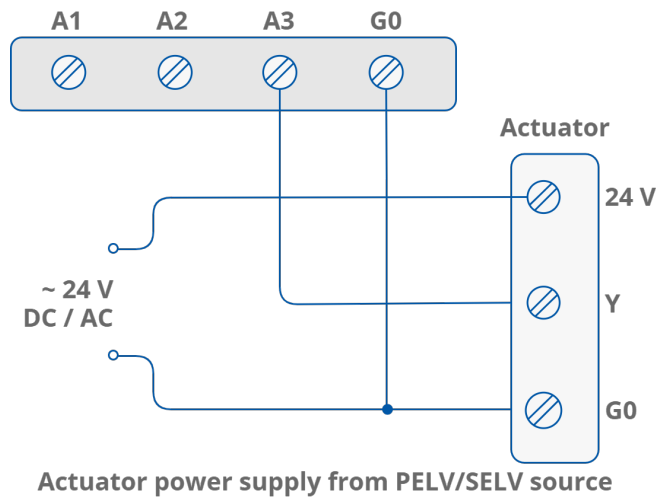 A1 A2 A3 G0
Actuator
24 V
~ 24 V
DC / AC
Y
G0
Actuator power supply from PELV/SELV source